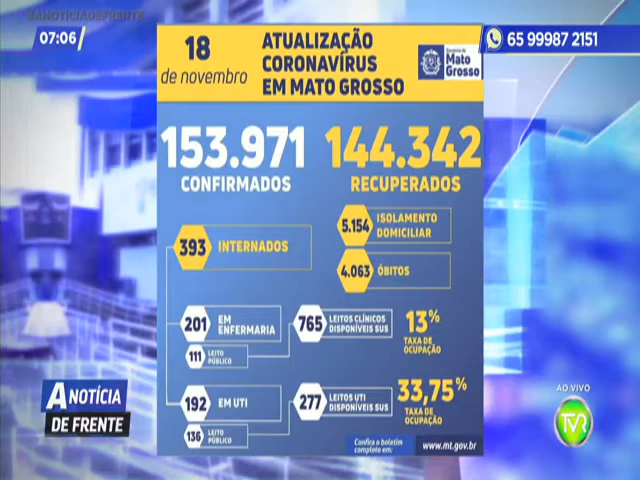 #ANOTICIADEFRENTE
07:06
65 99987 2151
18
de novembro
ATUALIZAÇÃO
CORONAVÍRUS
EM MATO GROSSO
Governo de
Mato
Grosso
153.971
CONFIRMADOS
144.342
RECUPERADOS
393 INTERNADOS
5.154 ISOLAMENTO
DOMICILIAR
4.063 ÓBITOS
201 EM
ENFERMARIA
111 LEITO
PÚBLICO
765 LEITOS CLÍNICOS
DISPONÍVEIS SUS
13%
TAXA DE
OCUPAÇÃO
192 EM UTI
136 LEITO
PÚBLICO
277 LEITOS UTI
DISPONÍVEIS SUS
33,75%
TAXA DE
OCUPAÇÃO
Confira o boletim
completo em:
www.mt.gov.br
A NOTÍCIA
DE FRENTE
AO VIVO
TVR